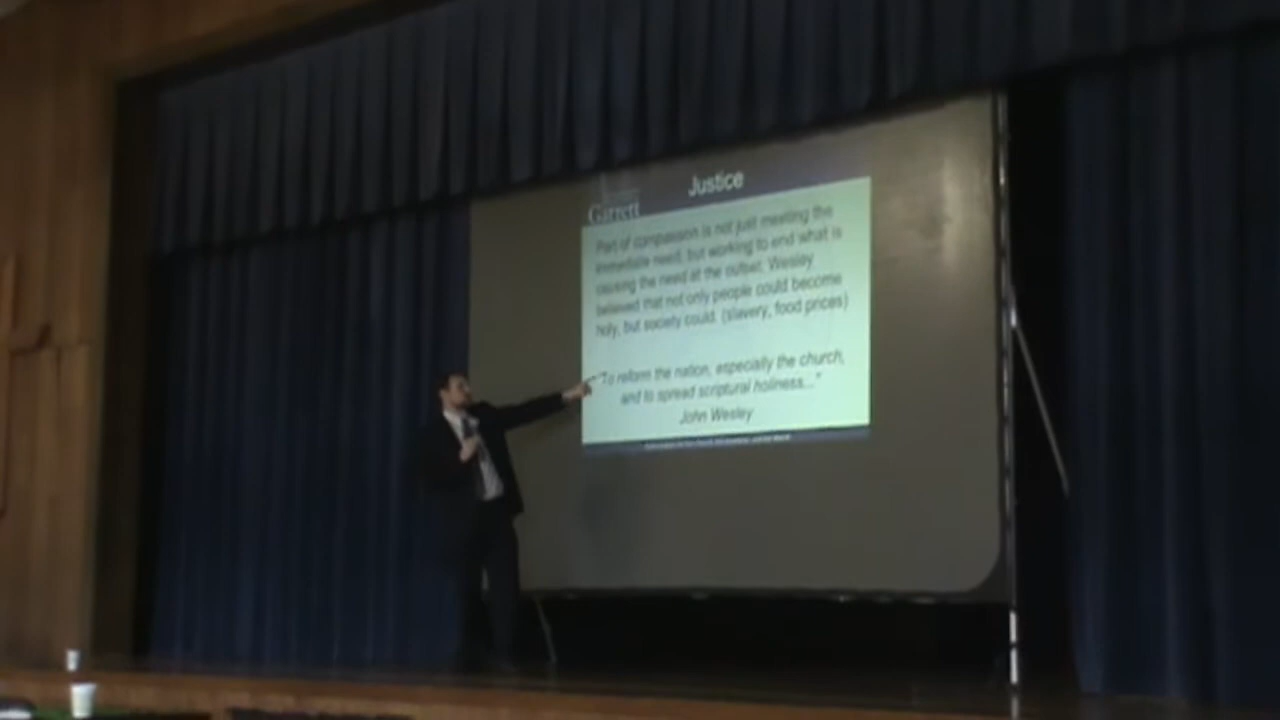 Justice
Garrett
Part of compassion is not just meeting the
immediate need, but working to end what is
causing the need at the outset. Wesley
believed that not only people could become
holy, but society could. (slavery, food prices)
"To reform the nation, especially the church,
and to spread scriptural holiness..."
John Wesley